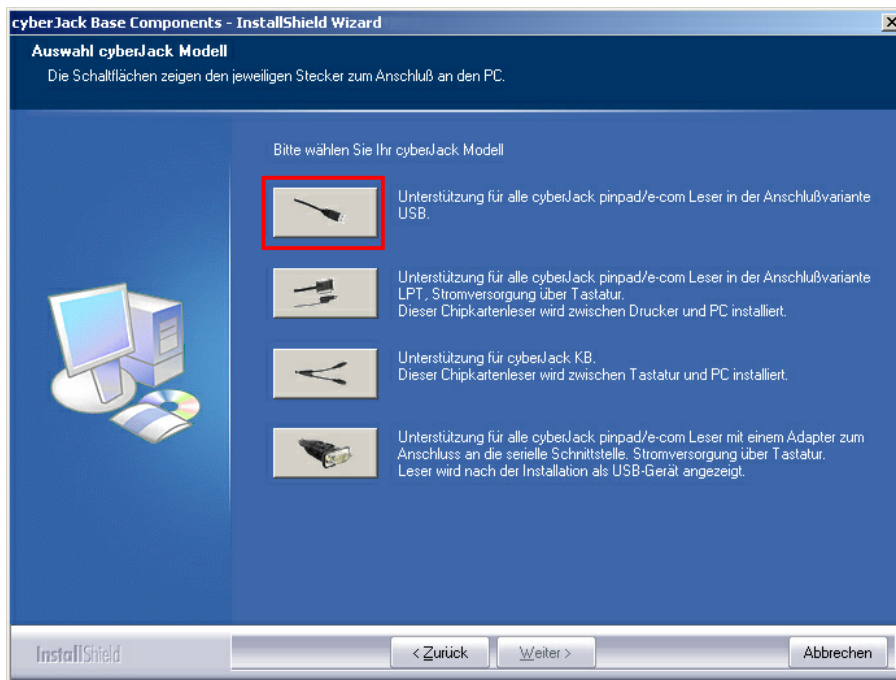 cyberJack Base Components - InstallShield Wizard
Auswahl cyberJack Modell
Die Schaltflächen zeigen den jeweiligen Stecker zum Anschluß an den PC.
Bitte wählen Sie Ihr cyberJack Modell
Unterstützung für alle cyberJack pinpad/e-com Leser in der Anschlußvariante
USB.
Unterstützung für alle cyberJack pinpad/e-com Leser in der Anschlußvariante
LPT, Stromversorgung über Tastatur.
Dieser Chipkartenleser wird zwischen Drucker und PC installiert.
Unterstützung für cyberJack KB.
Dieser Chipkartenleser wird zwischen Tastatur und PC installiert.
Unterstützung für alle cyberJack pinpad/e-com Leser mit einem Adapter zum
Anschluss an die serielle Schnittstelle. Stromversorgung über Tastatur.
Leser wird nach der Installation als USB-Gerät angezeigt.
InstallShield
< Zurück
Weiter >
Abbrechen